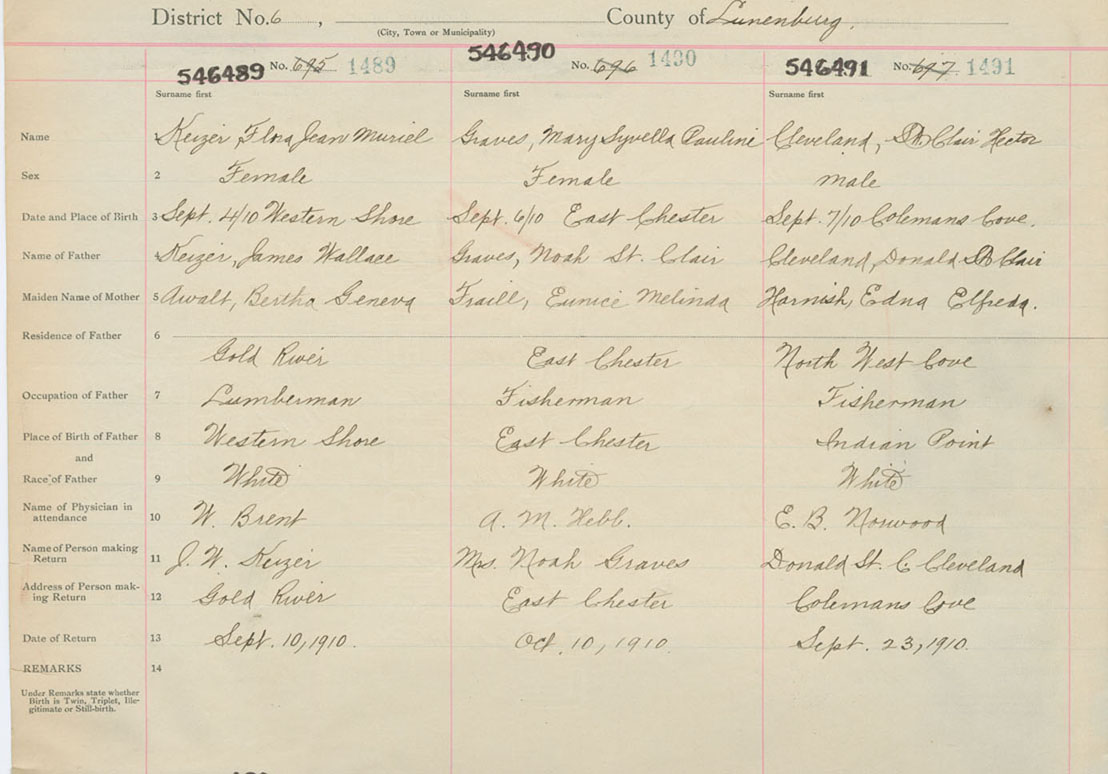 District No. 6, County of Lunenburg.
(City, Town or Municipality)
546489 No. 695 1489 546490 No. 696 1490 546491 No. 697 1491
Surname first Surname first Surname first
Name 1 Keizer, Flora Jean Muriel Graves, Mary Syvella Pauline Cleveland, St. Clair Hector
Sex 2 Female Female Male
Date and Place of Birth 3 Sept. 4/10 Western Shore Sept. 6/10 East Chester Sept. 7/10 Colemans Cove.
Name of Father 4 Keizer, James Wallace Graves, Noah St. Clair Cleveland, Donald St. Clair
Maiden Name of Mother 5 Awalt, Bertha Geneva Fraill, Eunice Melinda Harnish, Edna Elfreda.
Residence of Father 6
Gold River East Chester North West Cove
Occupation of Father 7 Lumberman Fisherman Fisherman
Place of Birth of Father 8 Western Shore East Chester Indian Point
and
Race of Father 9 White White White
Name of Physician in
attendance 10 W. Brent A. M. Hebb. E. B. Norwood
Name of Person making
Return 11 J. W. Keizer Mrs. Noah Graves Donald St. C. Cleveland
Address of Person mak-
ing Return 12 Gold River East Chester Colemans Cove
Date of Return 13 Sept. 10, 1910. Oct. 10, 1910. Sept. 23, 1910.
REMARKS 14
Under Remarks state whether
Birth is Twin, Triplet, Ille-
gitimate or Still-birth.